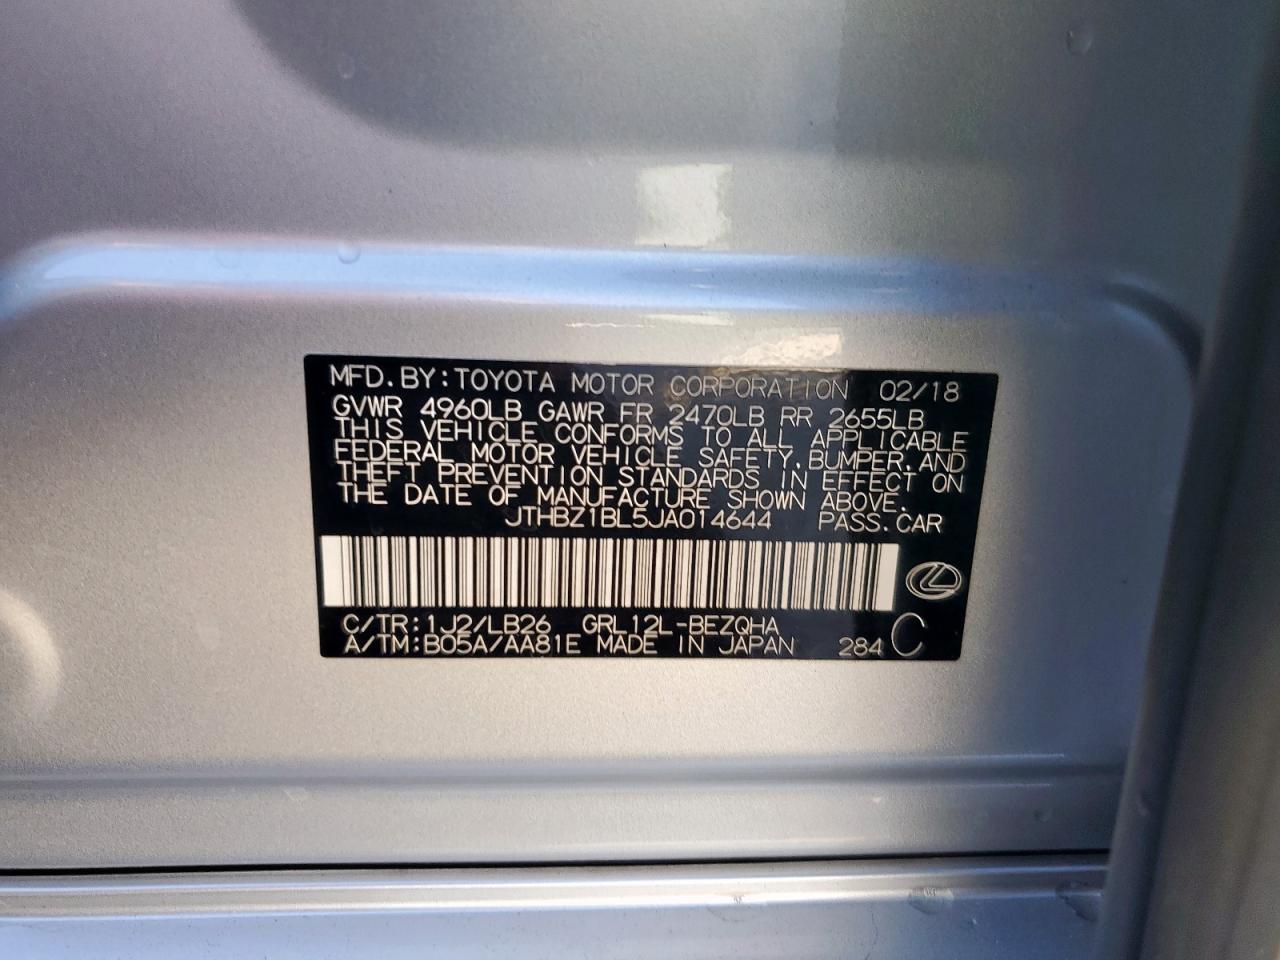 MFD.BY:TOYOTA MOTOR CORPORATION 02/18
GVWR 4960LB GAWR FR 2470LB RR 2655LB
THIS VEHICLE CONFORMS TO ALL APPLICABLE
FEDERAL MOTOR VEHICLE SAFETY,BUMPER,AND
THEFT PREVENTION STANDARDS IN EFFECT ON
THE DATE OF MANUFACTURE SHOWN ABOVE.
JTHBZ1BL5JA014644 PASS.CAR
C/TR:1J2/LB26 GRL12L-BEZQHA
A/TM:B05A/AA81E MADE IN JAPAN 284 C